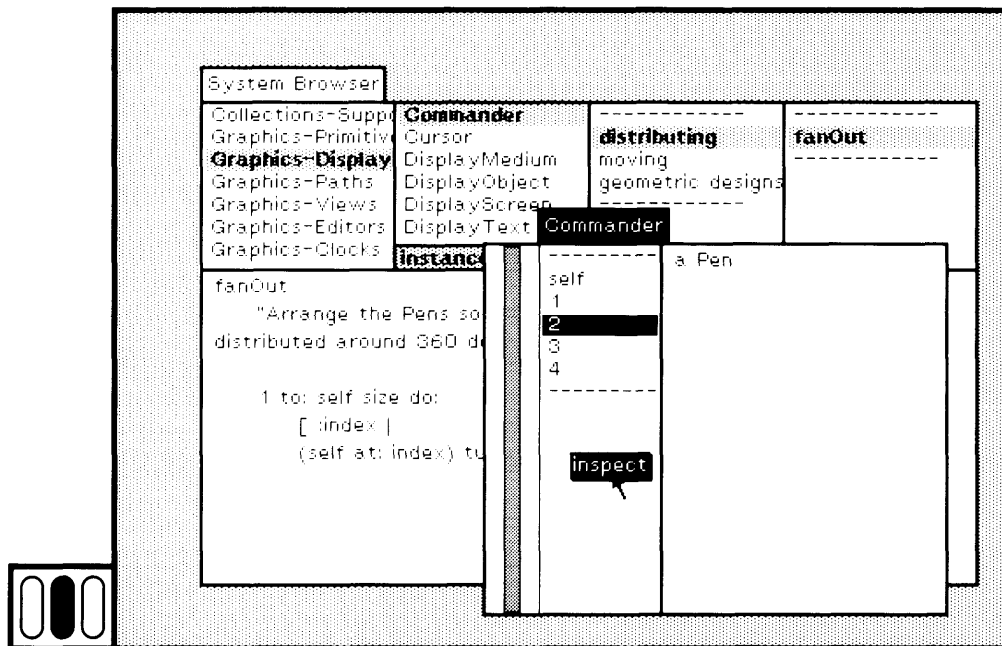 System Browser
Collections-Suppo
Graphics-Primitiv
Graphics-Display
Graphics-Paths
Graphics-Views
Graphics-Editors
Graphics-Clocks
Commander
Cursor
DisplayMedium
DisplayObject
DisplayScreen
DisplayText
instance
-------------
distributing
moving
geometric designs
-------------
-------------
fanOut
-------------
fanOut
"Arrange the Pens so
distributed around 360 de
1 to: self size do:
[ :index |
(self at: index) tu
Commander
-----------
self
1
2
3
4
-----------
inspect
a Pen